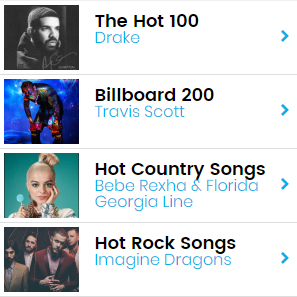 The Hot 100
Drake
Billboard 200
Travis Scott
Hot Country Songs
Bebe Rexha & Florida
Georgia Line
Hot Rock Songs
Imagine Dragons